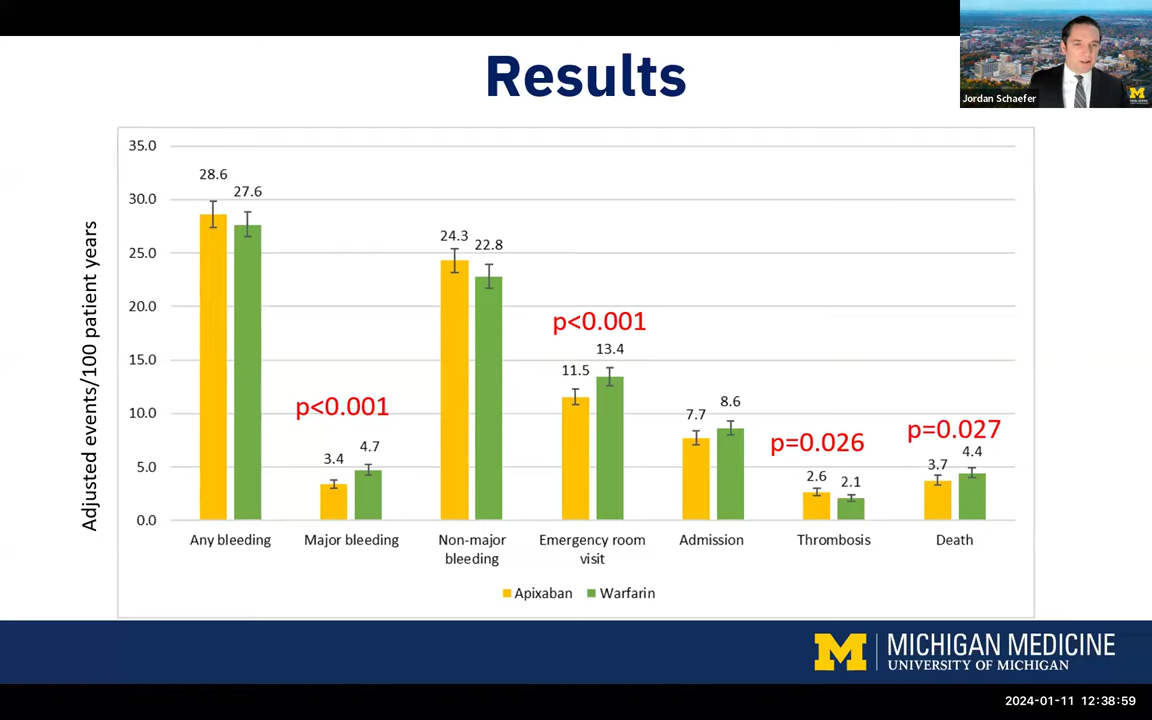 Results
Jordan Schaefer
Adjusted events/100 patient years
35.0
30.0
25.0
20.0
15.0
10.0
5.0
0.0
28.6
27.6
p<0.001
3.4
4.7
24.3
22.8
p<0.001
11.5
13.4
7.7
8.6
p=0.026
2.6
2.1
p=0.027
3.7
4.4
Any bleeding
Major bleeding
Non-major
bleeding
Emergency room
visit
Admission
Thrombosis
Death
Apixaban
Warfarin
M
MICHIGAN MEDICINE
UNIVERSITY OF MICHIGAN
2024-01-11 12:38:59